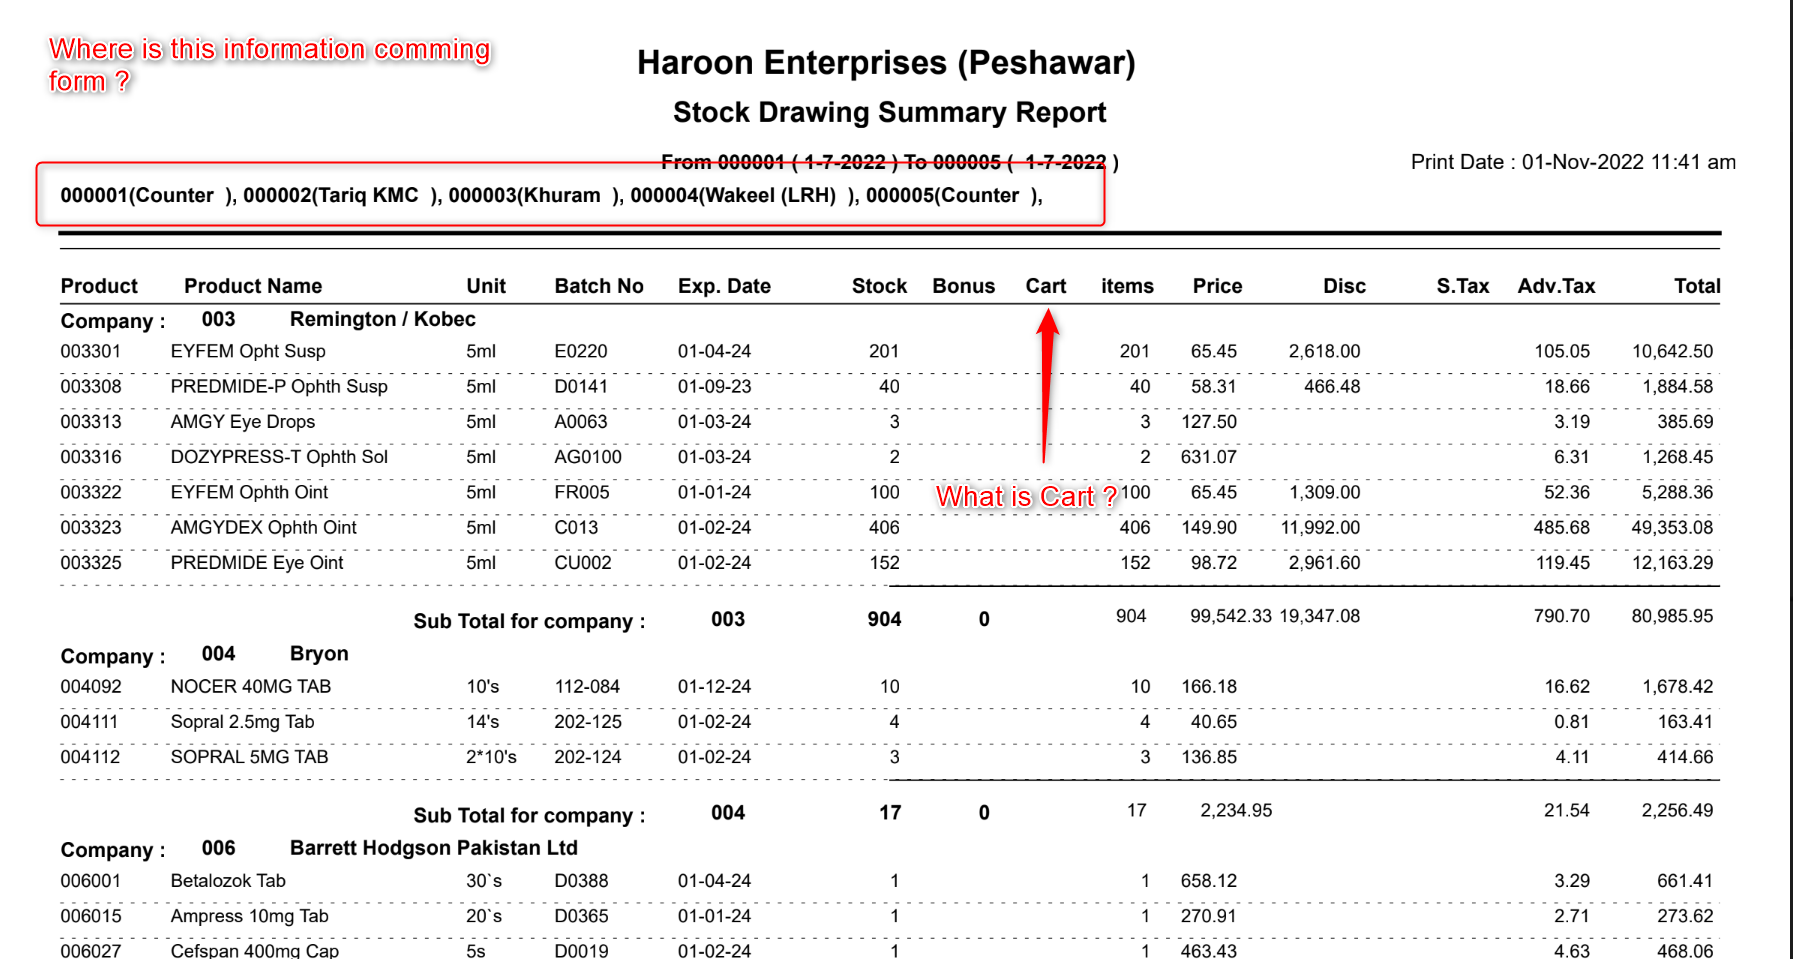 Where is this information comming
form ?
Haroon Enterprises (Peshawar)
Stock Drawing Summary Report
From 000001 ( 1-7-2022 ) To 000005 ( 1-7-2022 )
Print Date : 01-Nov-2022 11:41 am
000001(Counter ), 000002(Tariq KMC ), 000003(Khuram ), 000004(Wakeel (LRH) ), 000005(Counter ),
Product Product Name Unit Batch No Exp. Date Stock Bonus Cart items Price Disc S.Tax Adv.Tax Total
Company : 003 Remington / Kobec
003301 EYFEM Opht Susp 5ml E0220 01-04-24 201 201 65.45 2,618.00 105.05 10,642.50
003308 PREDMIDE-P Ophth Susp 5ml D0141 01-09-23 40 40 58.31 466.48 18.66 1,884.58
003313 AMGY Eye Drops 5ml A0063 01-03-24 3 3 127.50 3.19 385.69
003316 DOZYPRESS-T Ophth Sol 5ml AG0100 01-03-24 2 2 631.07 6.31 1,268.45
003322 EYFEM Ophth Oint 5ml FR005 01-01-24 100 100 65.45 1,309.00 52.36 5,288.36
What is Cart ?
003323 AMGYDEX Ophth Oint 5ml C013 01-02-24 406 406 149.90 11,992.00 485.68 49,353.08
003325 PREDMIDE Eye Oint 5ml CU002 01-02-24 152 152 98.72 2,961.60 119.45 12,163.29
Sub Total for company : 003 904 0 904 99,542.33 19,347.08 790.70 80,985.95
Company : 004 Bryon
004092 NOCER 40MG TAB 10's 112-084 01-12-24 10 10 166.18 16.62 1,678.42
004111 Sopral 2.5mg Tab 14's 202-125 01-02-24 4 4 40.65 0.81 163.41
004112 SOPRAL 5MG TAB 2*10's 202-124 01-02-24 3 3 136.85 4.11 414.66
Sub Total for company : 004 17 0 17 2,234.95 21.54 2,256.49
Company : 006 Barrett Hodgson Pakistan Ltd
006001 Betalozok Tab 30`s D0388 01-04-24 1 1 658.12 3.29 661.41
006015 Ampress 10mg Tab 20`s D0365 01-01-24 1 1 270.91 2.71 273.62
006027 Cefspan 400mg Cap 5s D0019 01-02-24 1 1 463.43 4.63 468.06